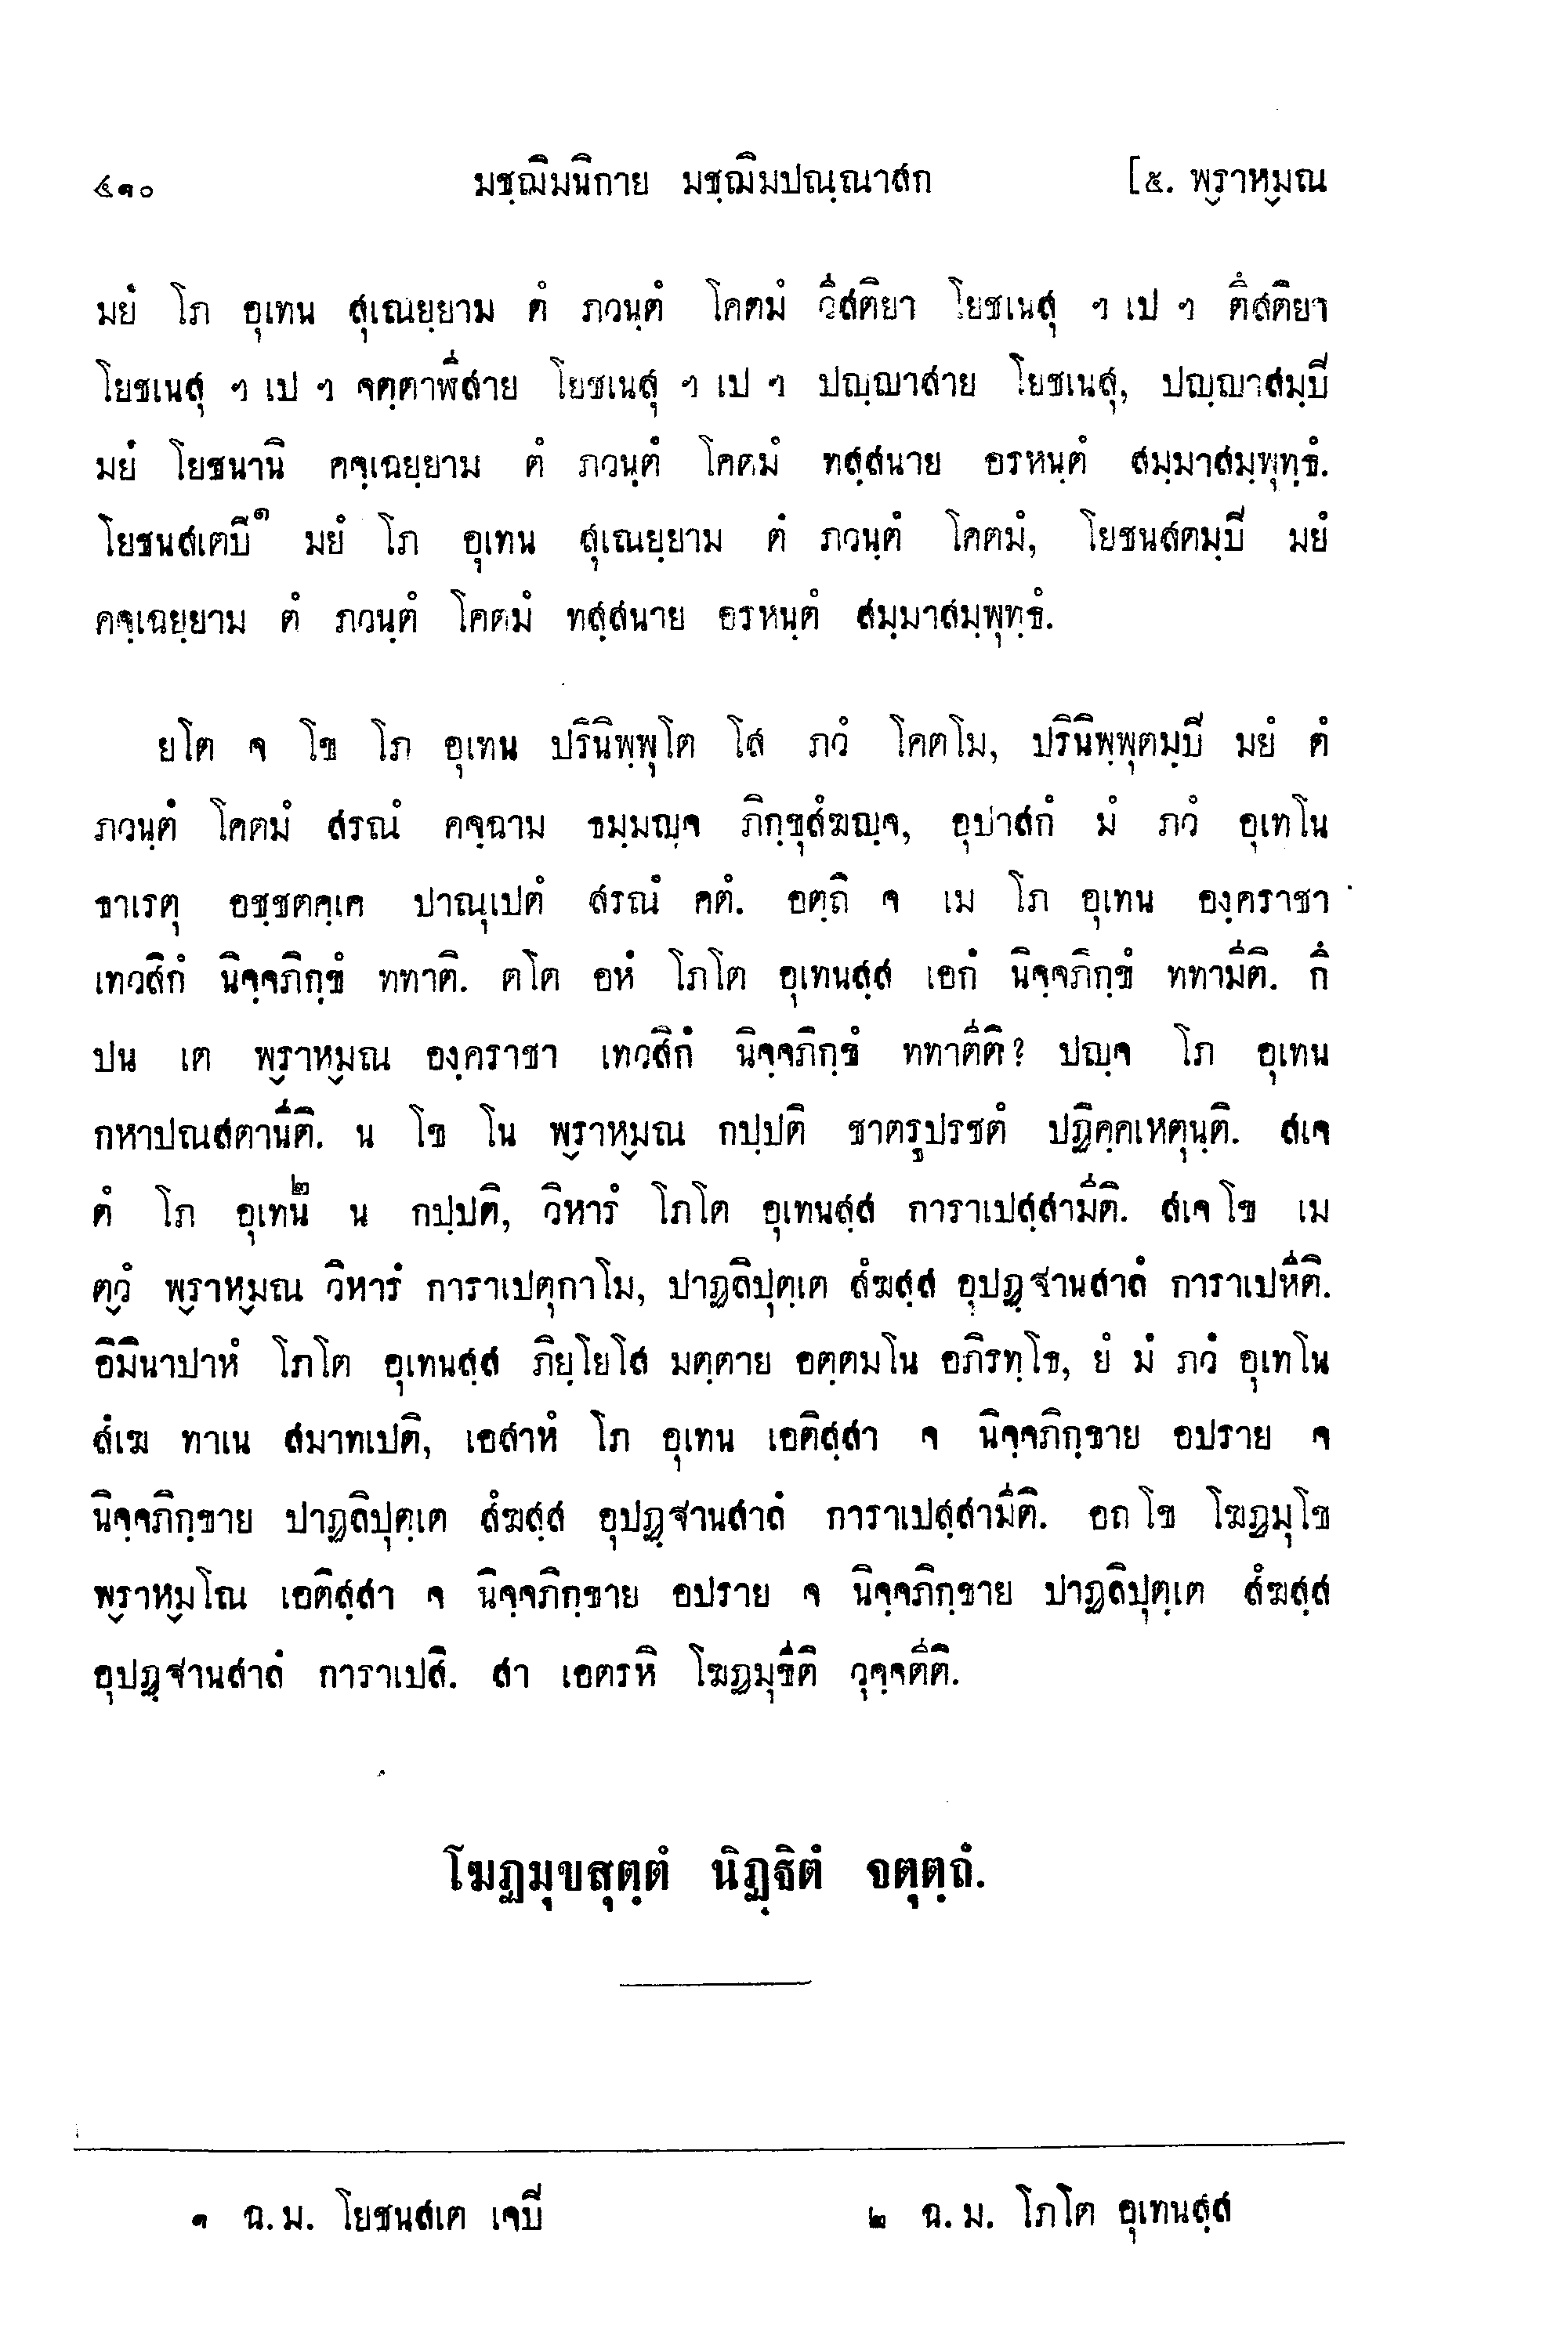 ๔๑๐ มชฺฌิมนิกาย มชฺฌิมปณฺณาสก [๕. พฺราหฺมณ
มยํ โภ อุเทน สุเณยฺยาม ตํ ภวนฺตํ โคตมํ วีสติยา โยชเนสุ ฯ เป ฯ ตึสติยา
โยชเนสุ ฯ เป ฯ จตฺตาฬีสาย โยชเนสุ ฯ เป ฯ ปญฺญาสาย โยชเนสุ, ปญฺญาสมฺปิ
มยํ โยชนานิ คจฺเฉยฺยาม ตํ ภวนฺตํ โคตมํ ทสฺสนาย อรหนฺตํ สมฺมาสมฺพุทฺธํ.
โยชนสเตปิ๑ มยํ โภ อุเทน สุเณยฺยาม ตํ ภวนฺตํ โคตมํ, โยชนสตมฺปิ มยํ
คจฺเฉยฺยาม ตํ ภวนฺตํ โคตมํ ทสฺสนาย อรหนฺตํ สมฺมาสมฺพุทฺธํ.
ยโต จ โข โภ อุเทน ปรินิพฺพุโต โส ภวํ โคตโม, ปรินิพฺพุตมฺปิ มยํ ตํ
ภวนฺตํ โคตมํ สรณํ คจฺฉาม ธมฺมญฺจ ภิกฺขุสํฆญฺจ, อุปาสกํ มํ ภวํ อุเทโน
ธาเรตุ อชฺชตคฺเค ปาณุเปตํ สรณํ คตํ. อตฺถิ จ เม โภ อุเทน องฺคราชา
เทวสิกํ นิจฺจภิกฺขํ ททาติ. ตโต อหํ โภโต อุเทนสฺส เอกํ นิจฺจภิกฺขํ ททามีติ. กึ
ปน เต พฺราหฺมณ องฺคราชา เทวสิกํ นิจฺจภิกฺขํ ททาตีติ? ปญฺจ โภ อุเทน
กหาปณสตานีติ. น โข โน พฺราหฺมณ กปฺปติ ชาตรูปรชตํ ปฏิคฺคเหตุนฺติ. สเจ
ตํ โภ อุเทน๒ น กปฺปติ, วิหารํ โภโต อุเทนสฺส การาเปสฺสามีติ. สเจ โข เม
ตฺวํ พฺราหฺมณ วิหารํ การาเปตุกาโม, ปาฏลิปุตฺเต สํฆสฺส อุปฏฺฐานสาลํ การาเปหีติ.
อิมินาปาหํ โภโต อุเทนสฺส ภิยฺโยโส มตฺตาย อตฺตมโน อภิรทฺโธ, ยํ มํ ภวํ อุเทโน
สํเฆ ทาเน สมาทเปติ, เอสาหํ โภ อุเทน เอติสฺสา จ นิจฺจภิกฺขาย อปราย จ
นิจฺจภิกฺขาย ปาฏลิปุตฺเต สํฆสฺส อุปฏฺฐานสาลํ การาเปสฺสามีติ. อถ โข โฆฏมุโข
พฺราหฺมโณ เอติสฺสา จ นิจฺจภิกฺขาย อปราย จ นิจฺจภิกฺขาย ปาฏลิปุตฺเต สํฆสฺส
อุปฏฺฐานสาลํ การาเปสิ. สา เอตรหิ โฆฏมุขีติ วุจฺจตีติ.
โฆฏมุขสุตฺตํ นิฏฺฐิตํ จตุตฺถํ.
๑ ฉ.ม. โยชนสเต เจปิ ๒ ฉ.ม. โภโต อุเทนสฺส